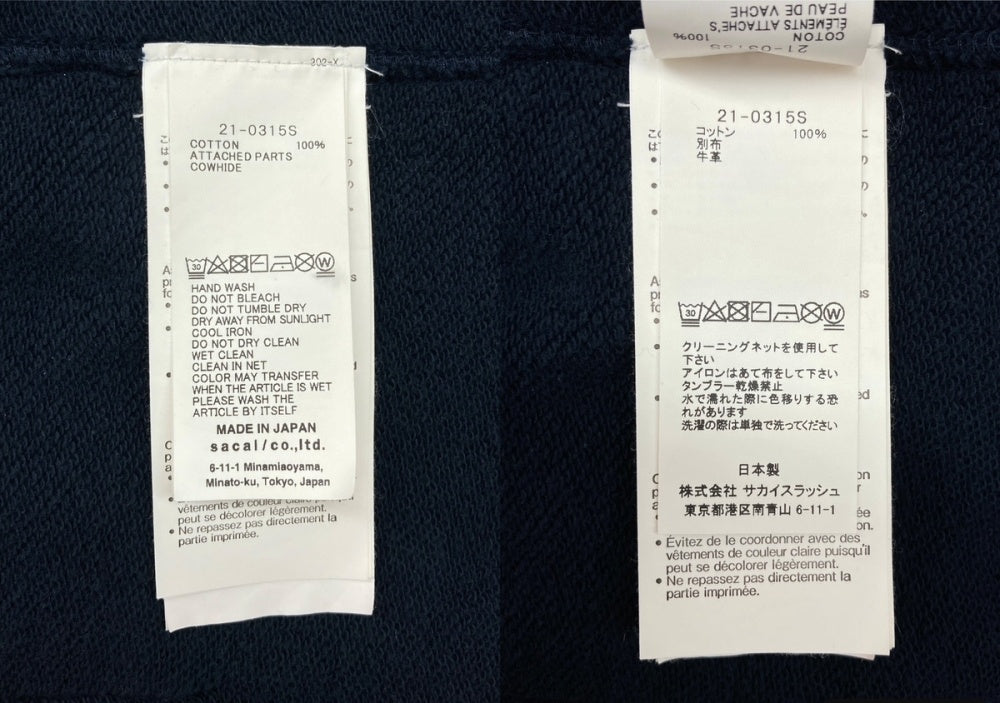 21-0315S
COTTON 100%
ATTACHED PARTS
COWHIDE
30
W
HAND WASH
DO NOT BLEACH
DO NOT TUMBLE DRY
DRY AWAY FROM SUNLIGHT
COOL IRON
DO NOT DRY CLEAN
WET CLEAN
CLEAN IN NET
COLOR MAY TRANSFER
WHEN THE ARTICLE IS WET
PLEASE WASH THE
ARTICLE BY ITSELF
MADE IN JAPAN
sacai/co.,ltd.
6-11-1 Minamiaoyama,
Minato-ku, Tokyo, Japan
vêtements de couleur claire
peut se décolorer légèrement.
• Ne repassez pas directement la
partie imprimée.
PEAU DE VACHE
ÉLÉMENTS ATTACHÉ'S
COTON 100%
21-0315S
21-0315S
コットン 100%
別布
牛革
30
W
クリーニングネットを使用して
下さい
アイロンはあて布をして下さい
タンブラー乾燥禁止
水で濡れた際に色移りする恐
れがあります
洗濯の際は単独で洗ってください
日本製
株式会社 サカイスラッシュ
東京都港区南青山 6-11-1
• Évitez de le coordonner avec des
vêtements de couleur claire puisqu'il
peut se décolorer légèrement.
• Ne repassez pas directement la
partie imprimée.